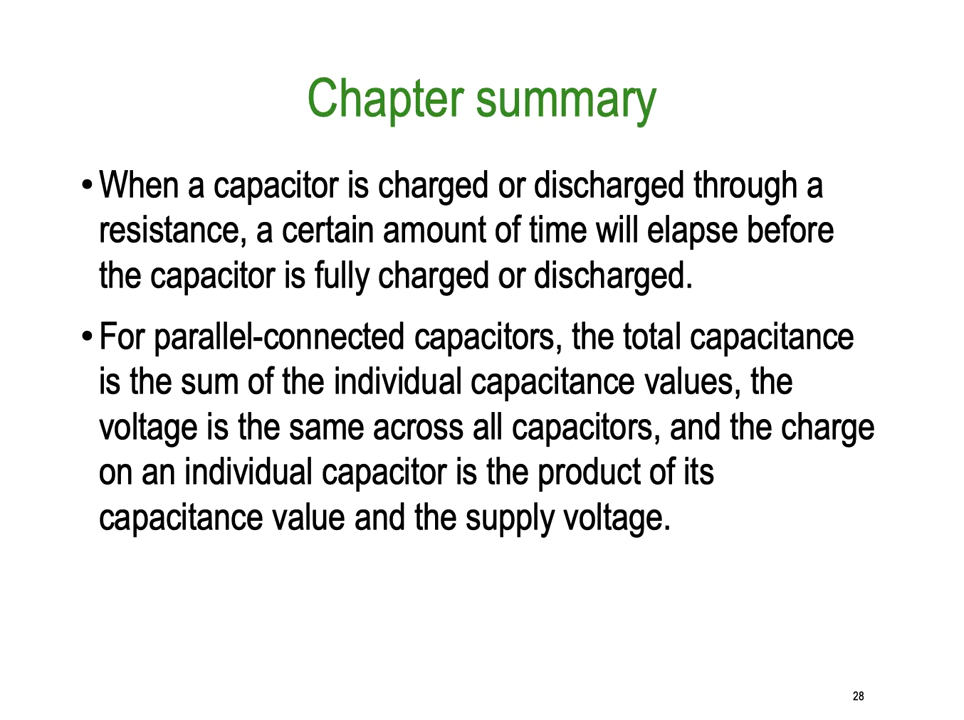 Chapter summary
• When a capacitor is charged or discharged through a
resistance, a certain amount of time will elapse before
the capacitor is fully charged or discharged.
• For parallel-connected capacitors, the total capacitance
is the sum of the individual capacitance values, the
voltage is the same across all capacitors, and the charge
on an individual capacitor is the product of its
capacitance value and the supply voltage.
28